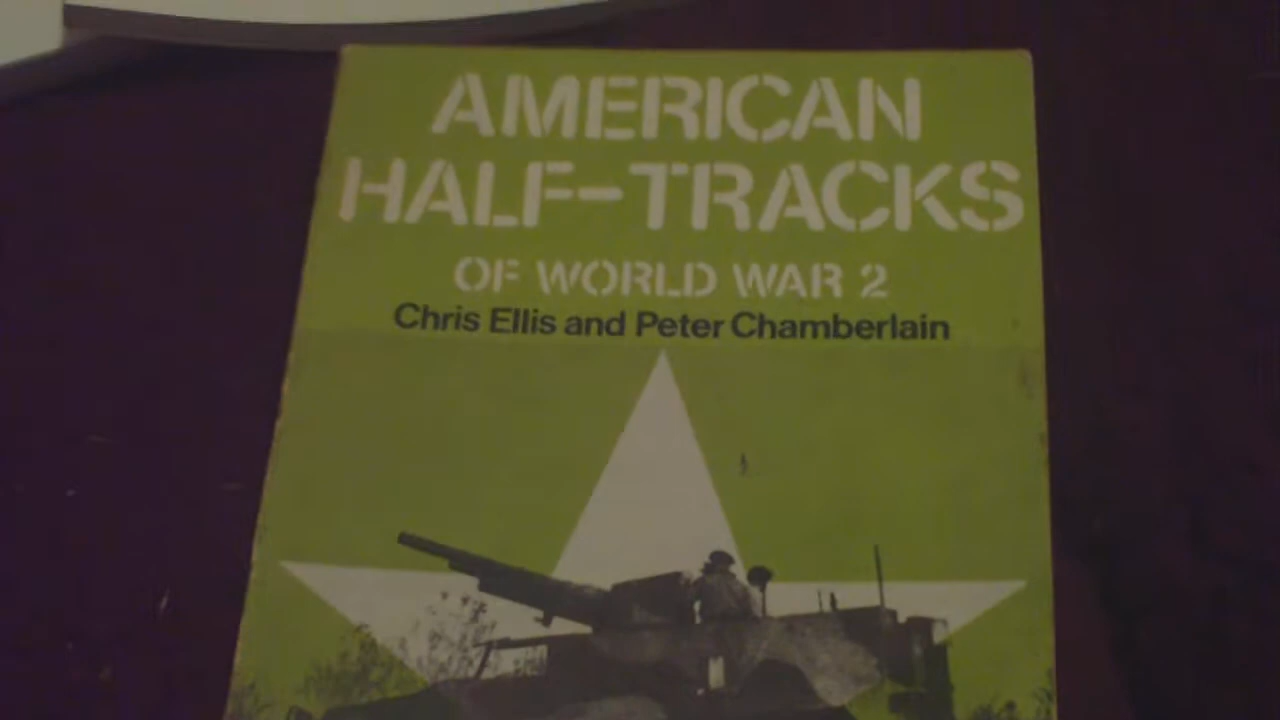 AMERICAN
HALF-TRACKS
OF WORLD WAR 2
Chris Ellis and Peter Chamberlain